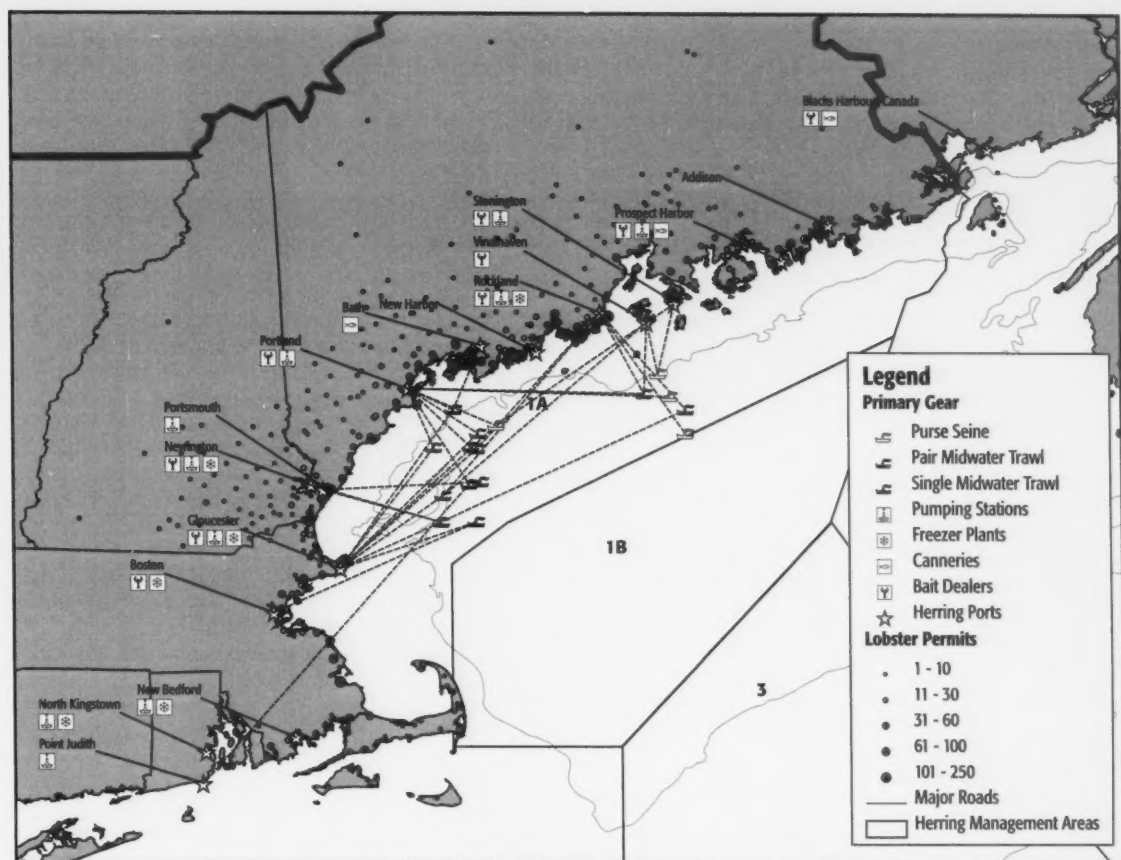 Blacks Harbour, Canada
Addison
Stonington
Prospect Harbor
Vinalhaven
Rockland
New Harbor
Bath
Portland
1A
Portsmouth
Newington
Gloucester
1B
Boston
3
New Bedford
North Kingstown
Point Judith
Legend
Primary Gear
Purse Seine
Pair Midwater Trawl
Single Midwater Trawl
Pumping Stations
Freezer Plants
Canneries
Bait Dealers
Herring Ports
Lobster Permits
1 - 10
11 - 30
31 - 60
61 - 100
101 - 250
Major Roads
Herring Management Areas